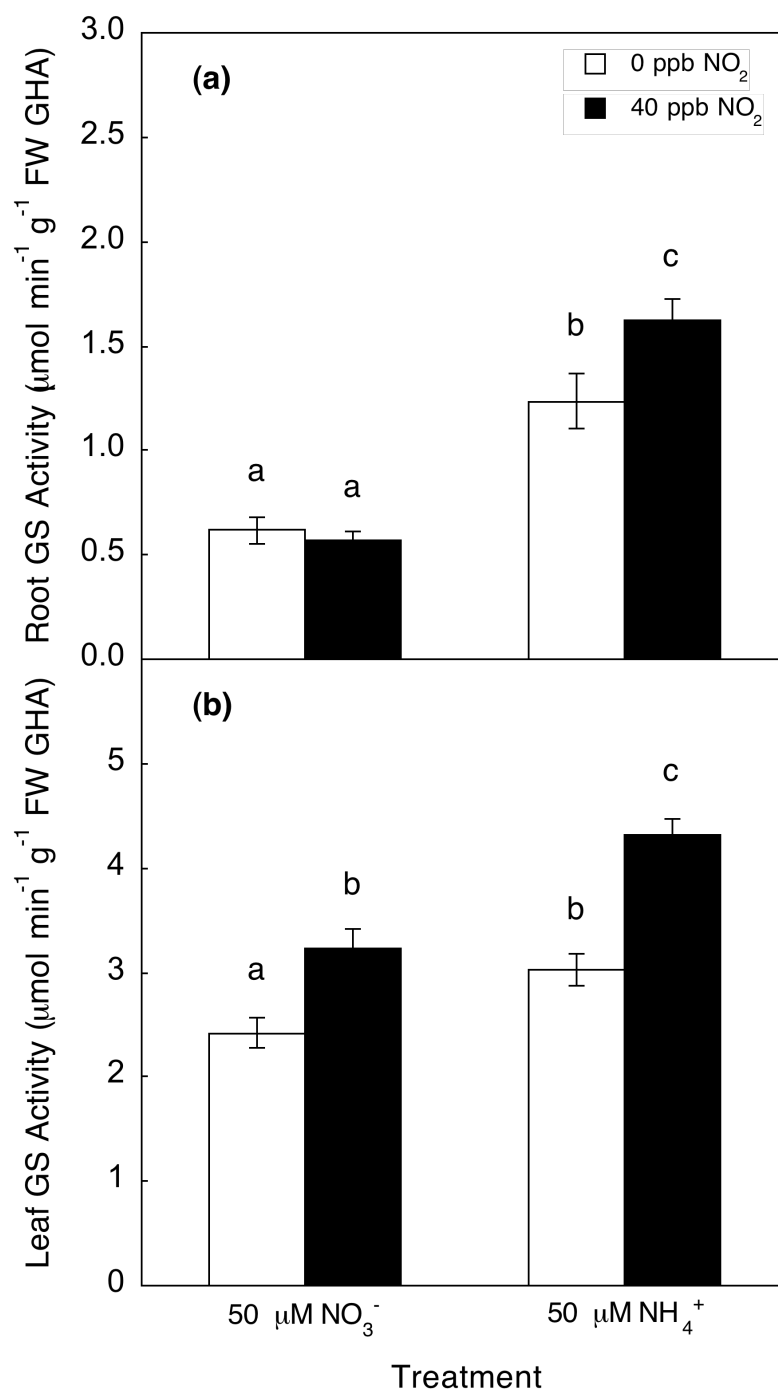 3.0
(a)
0 ppb NO₂
40 ppb NO₂
2.5
2.0
c
1.5
b
1.0
a
a
0.5
0.0
Root GS Activity (μmol min⁻¹ g⁻¹ FW GHA)
(b)
5
c
4
b
b
3
a
2
1
0
Leaf GS Activity (μmol min⁻¹ g⁻¹ FW GHA)
50 μM NO₃⁻
50 μM NH₄⁺
Treatment